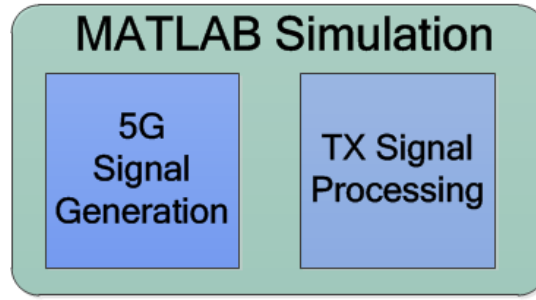 MATLAB Simulation
5G
Signal
Generation
TX Signal
Processing